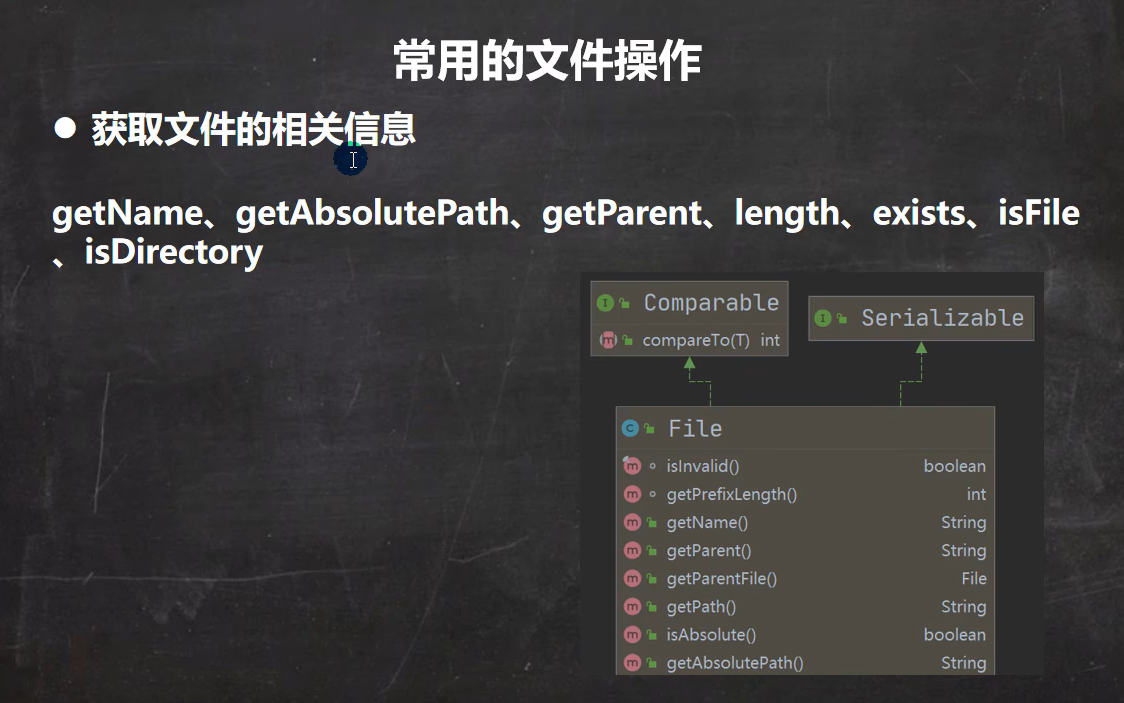 常用的文件操作
● 获取文件的相关信息
getName、getAbsolutePath、getParent、length、exists、isFile
、isDirectory
I Comparable
m compareTo(T) int
I Serializable
C File
m isInvalid() boolean
m getPrefixLength() int
m getName() String
m getParent() String
m getParentFile() File
m getPath() String
m isAbsolute() boolean
m getAbsolutePath() String